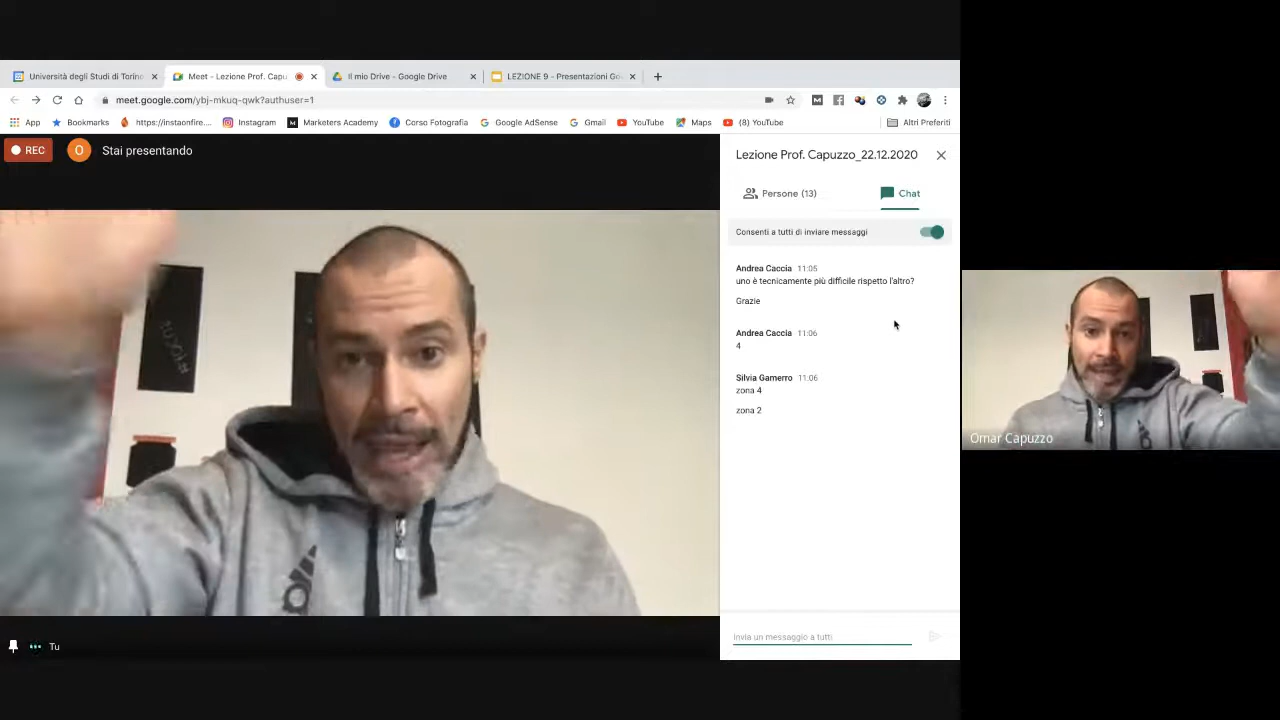 Università degli Studi di Torino
Meet - Lezione Prof. Capu
Il mio Drive - Google Drive
LEZIONE 9 - Presentazioni Go
meet.google.com/ybj-mkuq-qwk?authuser=1
App
Bookmarks
https://instaonfire....
Instagram
Marketers Academy
Corso Fotografia
Google AdSense
Gmail
YouTube
Maps
(8) YouTube
Altri Preferiti
REC
O
Stai presentando
Lezione Prof. Capuzzo_22.12.2020
Persone (13)
Chat
Consenti a tutti di inviare messaggi
Andrea Caccia 11:05
uno è tecnicamente più difficile rispetto l'altro?
Grazie
Andrea Caccia 11:06
4
Silvia Gamerro 11:06
zona 4
zona 2
Omar Capuzzo
Invia un messaggio a tutti
Tu